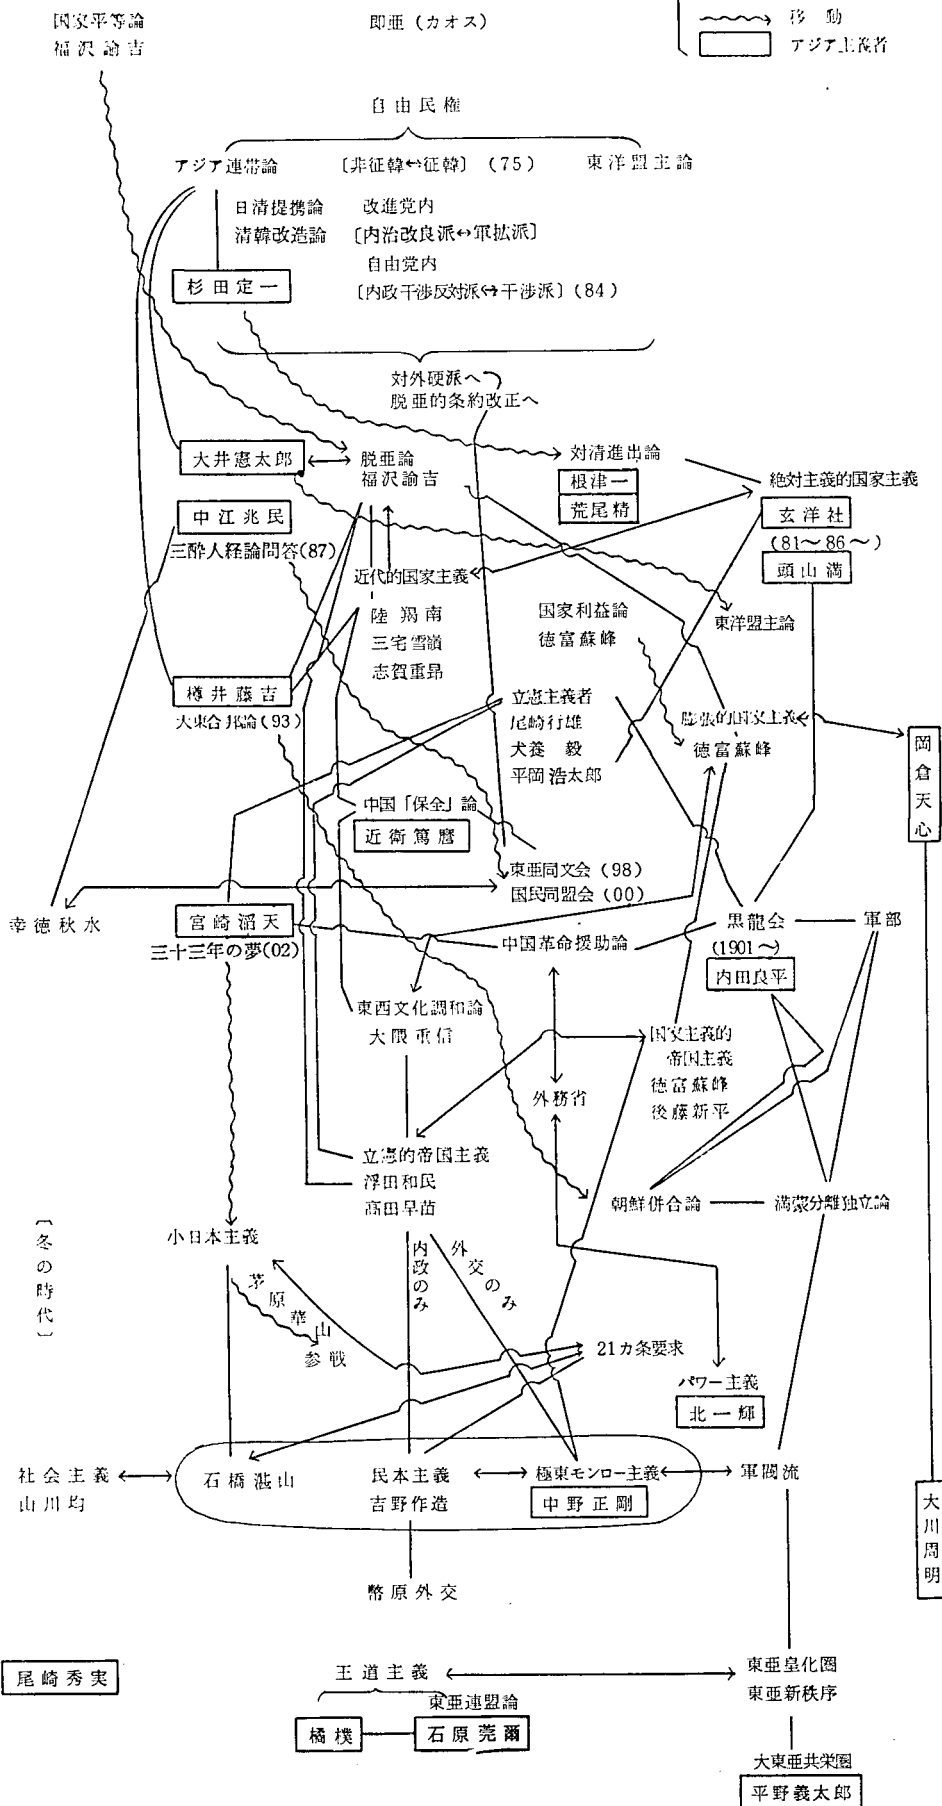 国家平等論
福沢諭吉
即亜（カオス）
移動
アジア主義者
自由民権
アジア連帯論
〔非征韓↔征韓〕（75）
東洋盟主論
日清提携論
改進党内
清韓改造論
〔内治改良派↔軍拡派〕
自由党内
杉田定一
〔内政干渉反対派↔干渉派〕（84）
対外硬派へ
脱亜的条約改正へ
大井憲太郎
脱亜論
福沢諭吉
対清進出論
根津一
荒尾精
絶対主義的国家主義
玄洋社
（81～86～）
頭山満
中江兆民
三酔人経論問答(87)
近代的国家主義
陸羯南
三宅雪嶺
志賀重昂
国家利益論
徳富蘇峰
東洋盟主論
樽井藤吉
大東合邦論(93)
立憲主義者
尾崎行雄
犬養毅
平岡浩太郎
膨張的国家主義
徳富蘇峰
岡倉天心
中国「保全」論
近衛篤麿
東亜同文会（98）
国民同盟会（00）
幸徳秋水
宮崎滔天
三十三年の夢(02)
中国革命援助論
黒龍会
（1901～）
内田良平
軍部
東西文化調和論
大隈重信
国家主義的
帝国主義
徳富蘇峰
後藤新平
外務省
立憲的帝国主義
浮田和民
高田早苗
朝鮮併合論
満蒙分離独立論
〔冬の時代〕
小日本主義
内政のみ
外交のみ
茅原華山
参戦
21カ条要求
パワー主義
北一輝
社会主義
山川均
石橋湛山
民本主義
吉野作造
極東モンロー主義
中野正剛
軍閥流
大川周明
幣原外交
尾崎秀実
王道主義
東亜皇化圏
東亜新秩序
東亜連盟論
橘樸
石原莞爾
大東亜共栄圏
平野義太郎